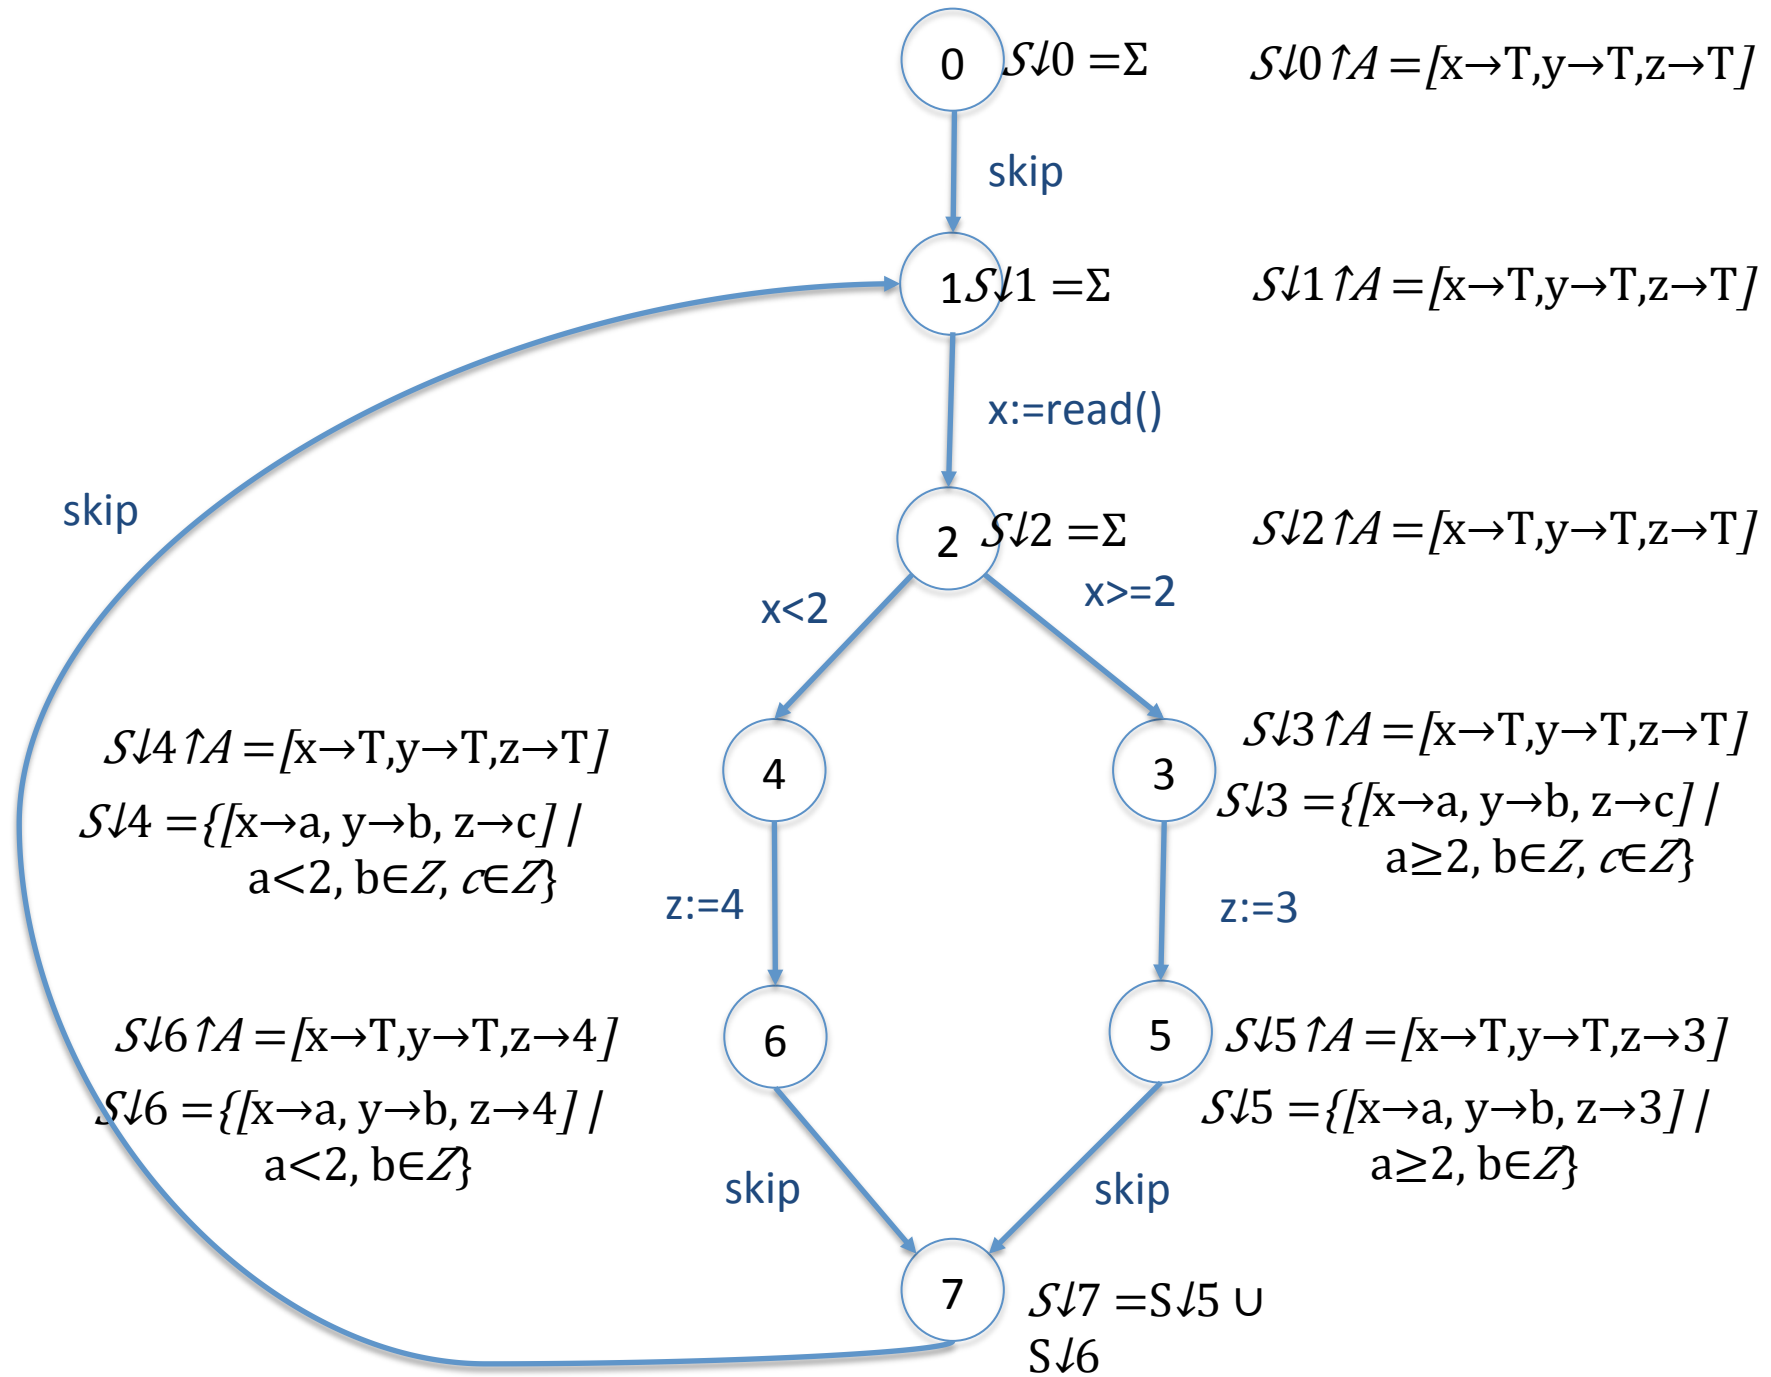 0
S↓0 =Σ
S↓0↑A =[x→T,y→T,z→T]
skip
1
S↓1 =Σ
S↓1↑A =[x→T,y→T,z→T]
x:=read()
skip
2
S↓2 =Σ
S↓2↑A =[x→T,y→T,z→T]
x<2
x>=2
S↓4↑A =[x→T,y→T,z→T]
S↓4 ={[x→a, y→b, z→c] |
a<2, b∈Z, c∈Z}
4
3
S↓3↑A =[x→T,y→T,z→T]
S↓3 ={[x→a, y→b, z→c] |
a≥2, b∈Z, c∈Z}
z:=4
z:=3
S↓6↑A =[x→T,y→T,z→4]
S↓6 ={[x→a, y→b, z→4] |
a<2, b∈Z}
6
5
S↓5↑A =[x→T,y→T,z→3]
S↓5 ={[x→a, y→b, z→3] |
a≥2, b∈Z}
skip
skip
7
S↓7 =S↓5 ∪
S↓6